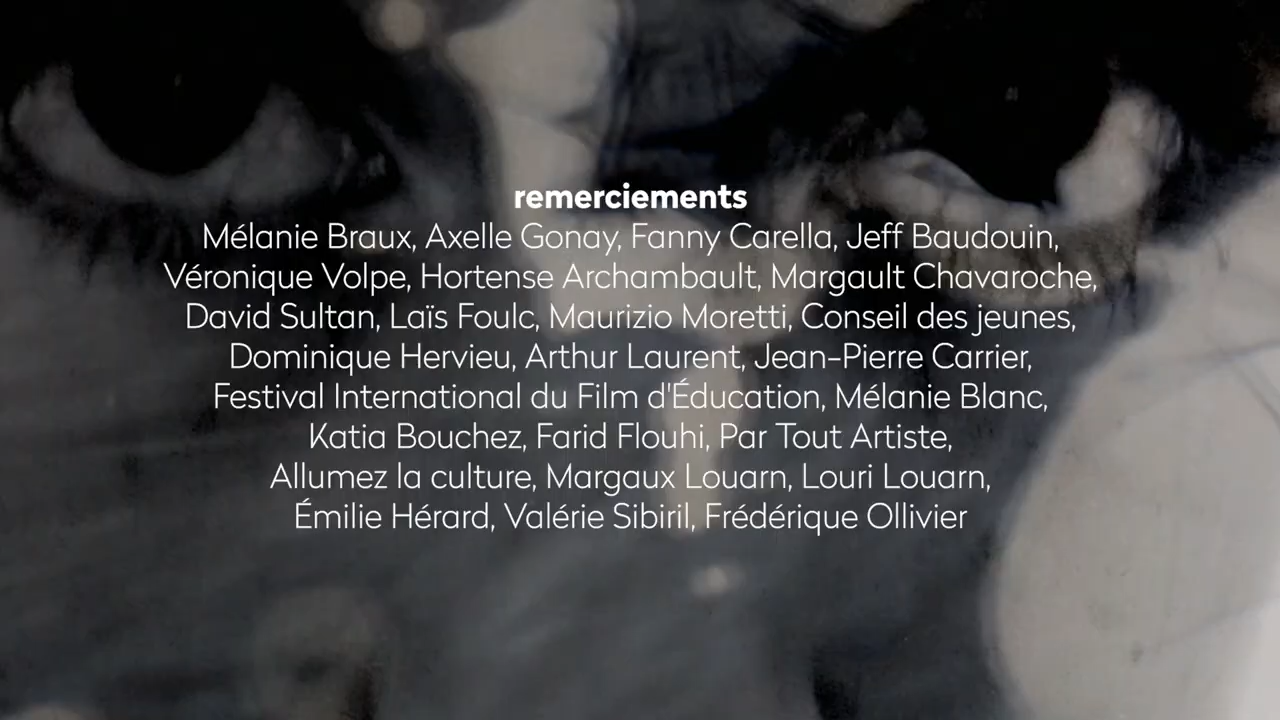 remerciements
Mélanie Braux, Axelle Gonay, Fanny Carella, Jeff Baudouin,
Véronique Volpe, Hortense Archambault, Margault Chavaroche,
David Sultan, Laïs Foulc, Maurizio Moretti, Conseil des jeunes,
Dominique Hervieu, Arthur Laurent, Jean-Pierre Carrier,
Festival International du Film d'Éducation, Mélanie Blanc,
Katia Bouchez, Farid Flouhi, Par Tout Artiste,
Allumez la culture, Margaux Louarn, Louri Louarn,
Émilie Hérard, Valérie Sibiril, Frédérique Ollivier